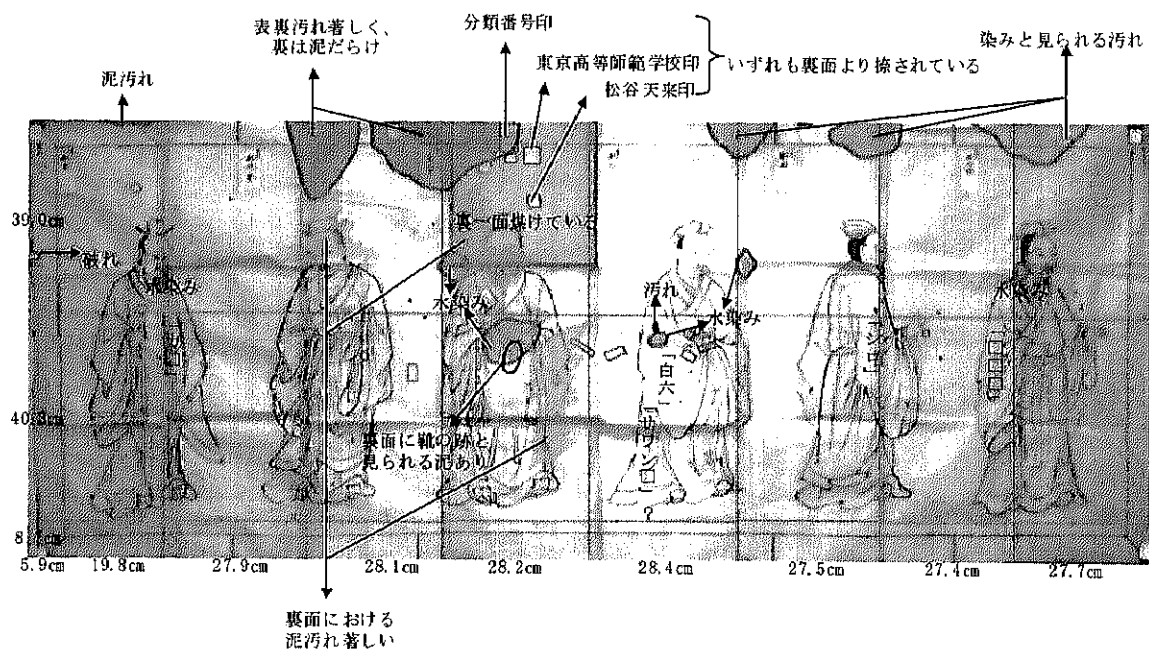 表裏汚れ著しく、
裏は泥だらけ
分類番号印
東京高等師範学校印
松谷天来印
いずれも裏面より捺されている
染みと見られる汚れ
泥汚れ
39.0cm
裏一面煤けている
破れ
水染み
水染み
汚れ
水染み
水染み
「白六」
「サワン□」?
「シ□」
40.3cm
裏面に靴の跡と
見られる泥あり
5.9cm
19.8cm
27.9cm
28.1cm
28.2cm
28.4cm
27.5cm
27.4cm
27.7cm
裏面における
泥汚れ著しい